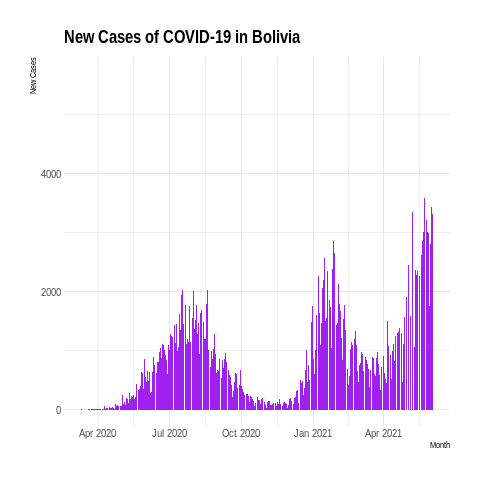 New Cases of COVID-19 in Bolivia
New Cases
4000
2000
0
Apr 2020 Jul 2020 Oct 2020 Jan 2021 Apr 2021
Month